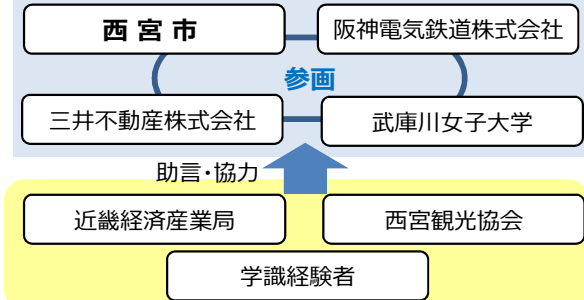 西宮市
阪神電気鉄道株式会社
参画
三井不動産株式会社
武庫川女子大学
助言・協力
近畿経済産業局
西宮観光協会
学識経験者